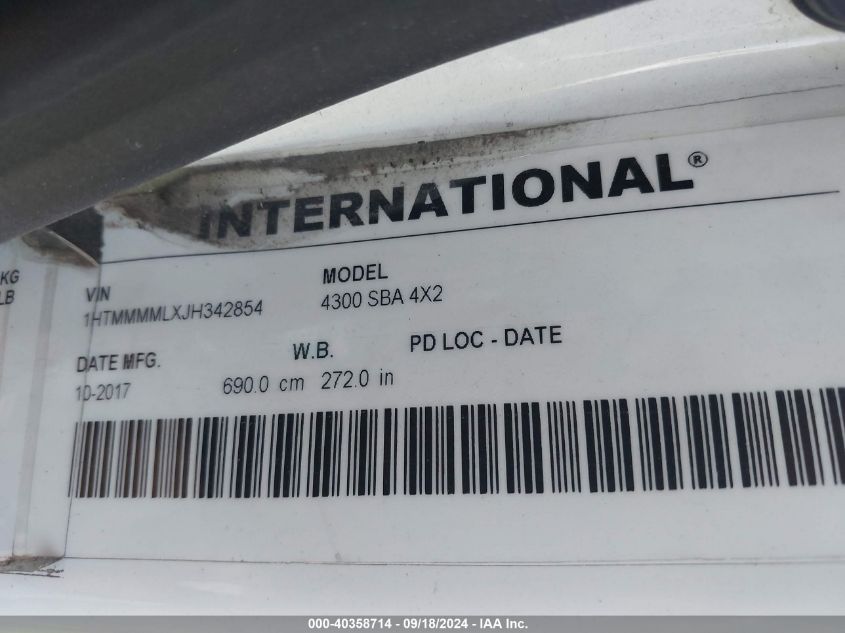 INTERNATIONAL®
KG
LB
VIN
1HTMMMMLXJH342854
MODEL
4300 SBA 4X2
DATE MFG.
10-2017
W.B.
690.0 cm 272.0 in
PD LOC - DATE
000-40358714 - 09/18/2024 - IAA Inc.